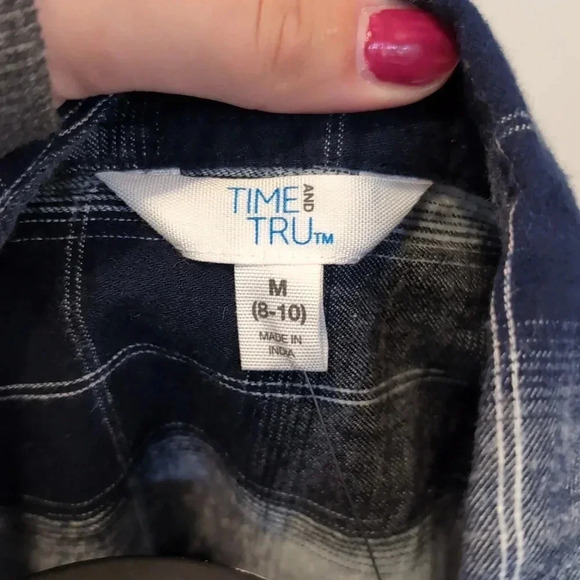 TIME AND
TRU™
M
(8-10)
MADE IN
INDIA